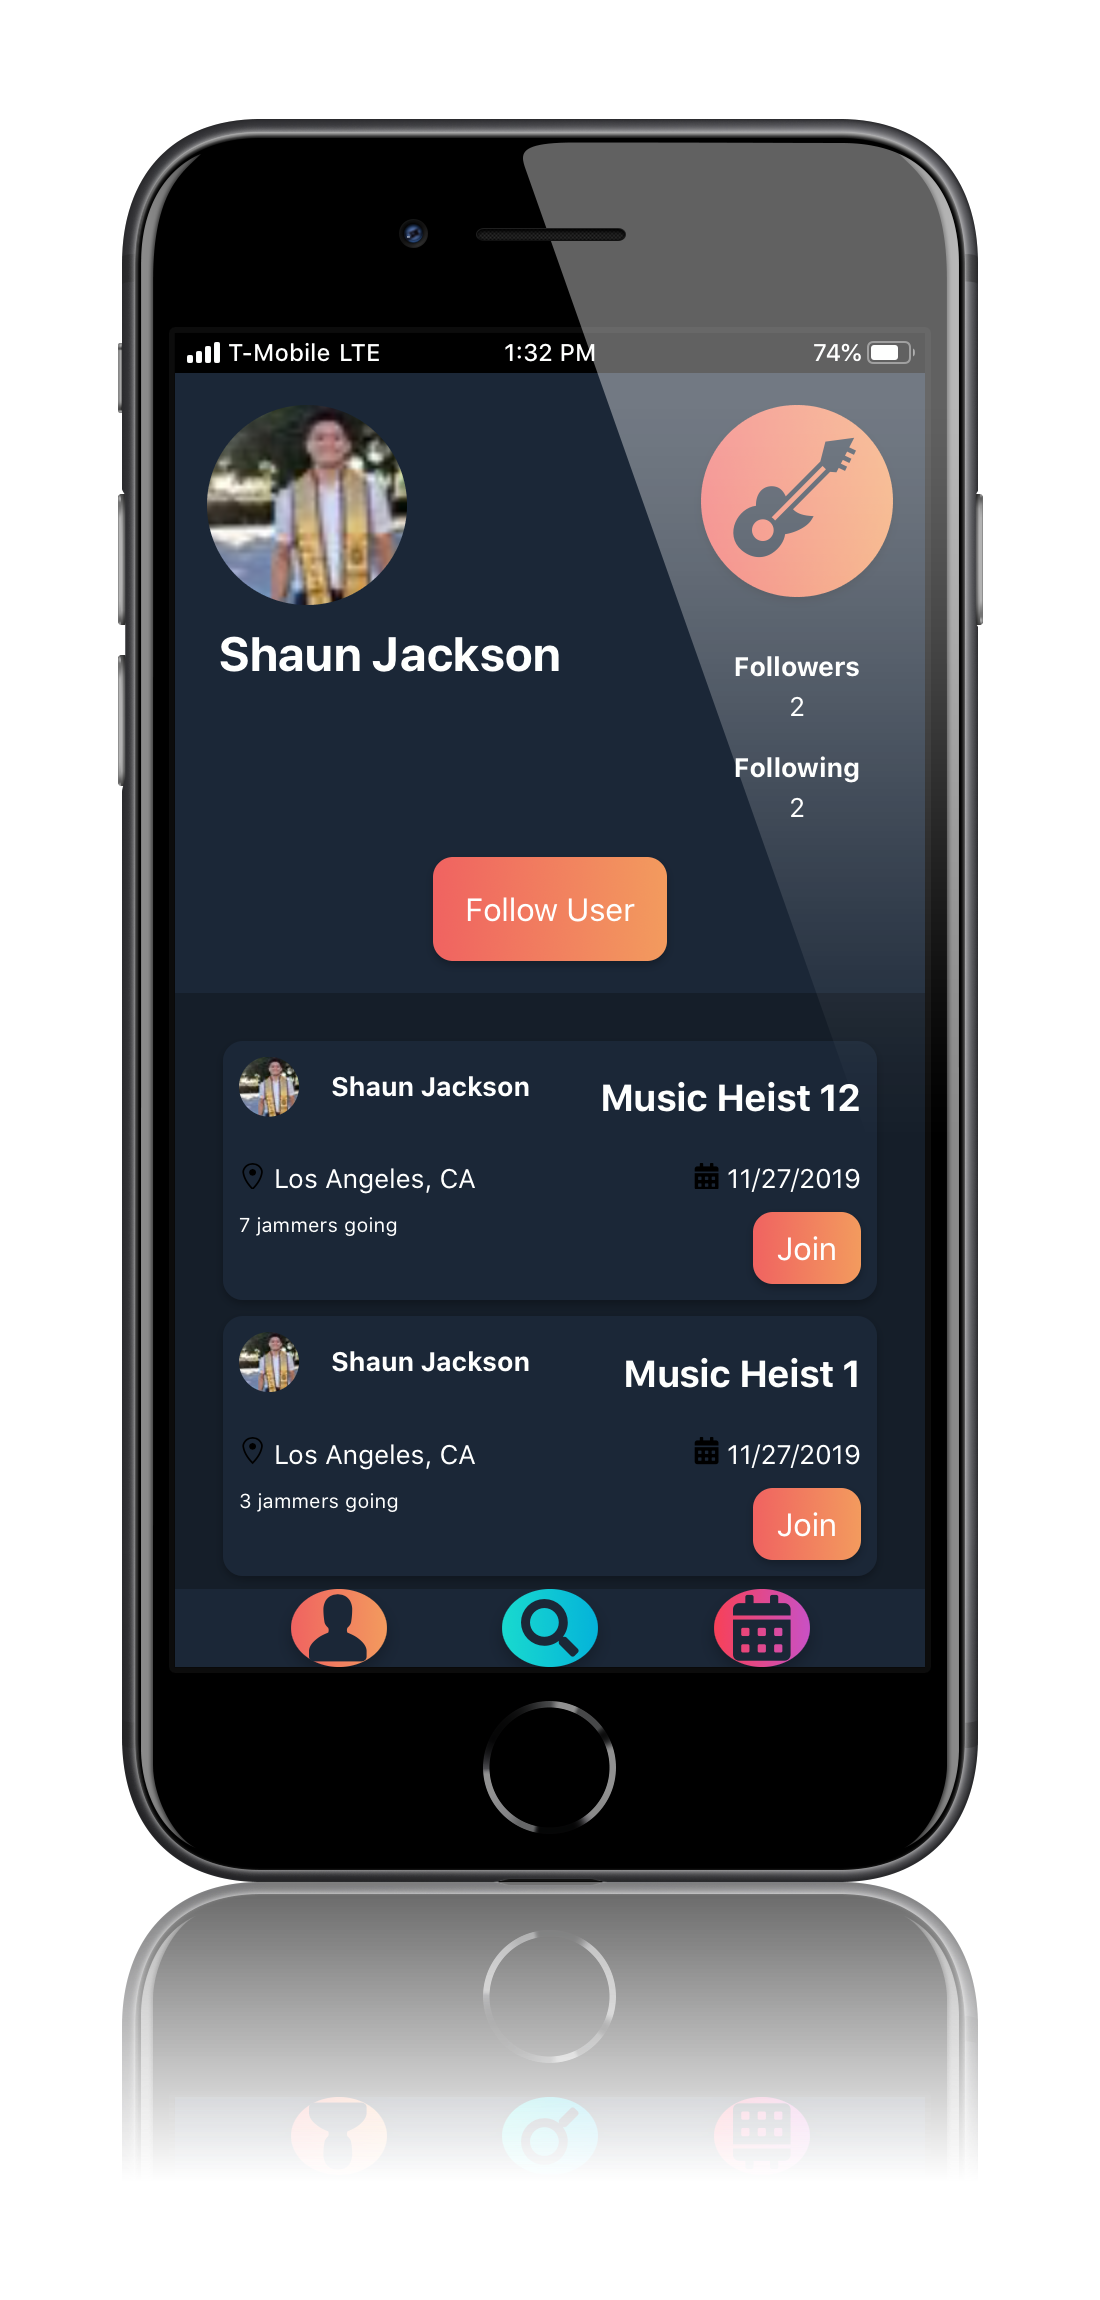 T-Mobile LTE 1:32 PM 74%
Shaun Jackson
Followers
2
Following
2
Follow User
Shaun Jackson Music Heist 12
Los Angeles, CA 11/27/2019
7 jammers going
Join
Shaun Jackson Music Heist 1
Los Angeles, CA 11/27/2019
3 jammers going
Join